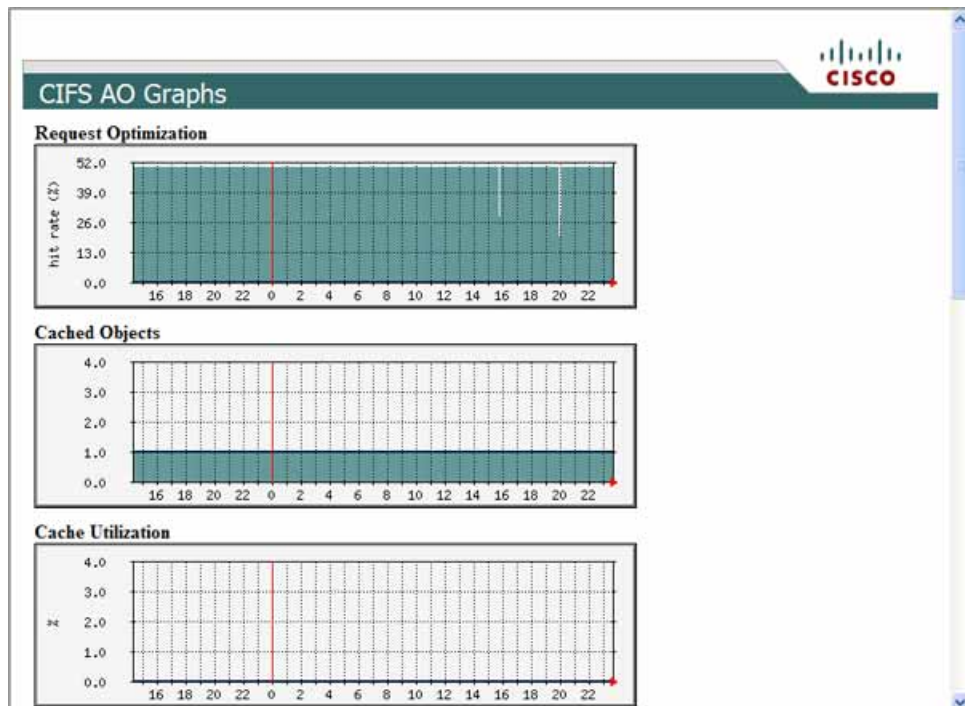 CISCO
CIFS AO Graphs
Request Optimization
52.0
39.0
26.0
13.0
0.0
hit rate (%)
16 18 20 22 0 2 4 6 8 10 12 14 16 18 20 22
Cached Objects
4.0
3.0
2.0
1.0
0.0
16 18 20 22 0 2 4 6 8 10 12 14 16 18 20 22
Cache Utilization
4.0
3.0
2.0
1.0
0.0
%
16 18 20 22 0 2 4 6 8 10 12 14 16 18 20 22